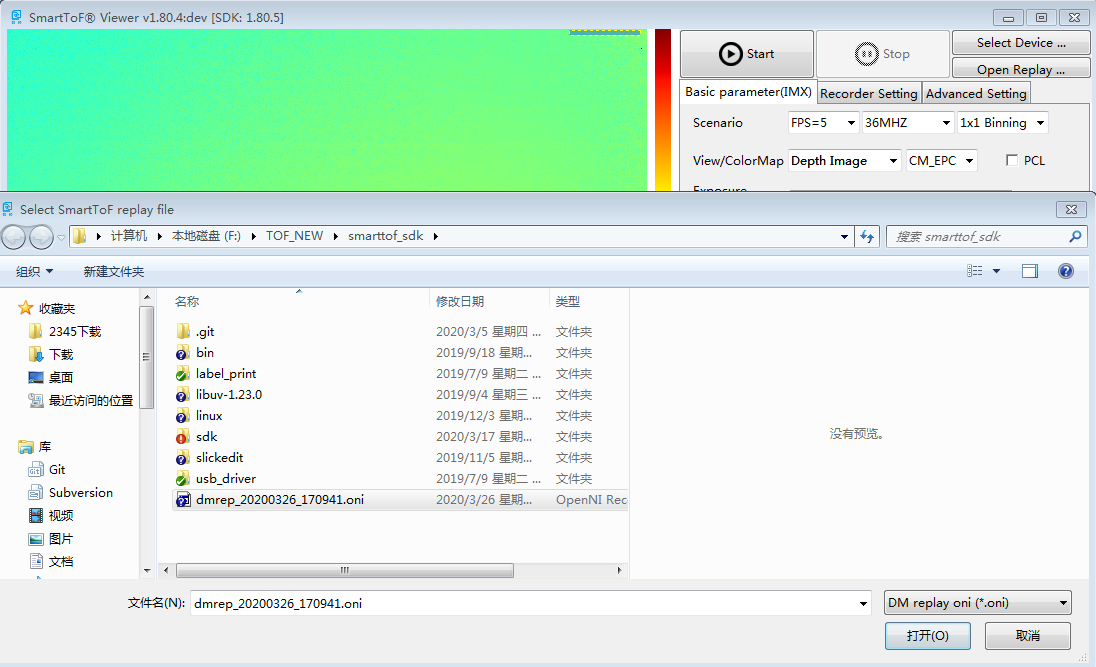 SmartToF® Viewer v1.80.4:dev [SDK: 1.80.5]
Start
Stop
Select Device ...
Open Replay ...
Basic parameter(IMX)
Recorder Setting
Advanced Setting
Scenario
FPS=5
36MHZ
1x1 Binning
View/ColorMap
Depth Image
CM_EPC
PCL
Exposure
Select SmartToF replay file
计算机
本地磁盘 (F:)
TOF_NEW
smarttof_sdk
搜索 smarttof_sdk
组织
新建文件夹
收藏夹
2345下载
下载
桌面
最近访问的位置
库
Git
Subversion
视频
图片
文档
名称 修改日期 类型
.git 2020/3/5 星期四 ... 文件夹
bin 2019/9/18 星期... 文件夹
label_print 2019/7/9 星期二 ... 文件夹
libuv-1.23.0 2019/9/4 星期三 ... 文件夹
linux 2019/12/3 星期... 文件夹
sdk 2020/3/17 星期... 文件夹
slickedit 2019/11/5 星期... 文件夹
usb_driver 2019/7/9 星期二 ... 文件夹
dmrep_20200326_170941.oni 2020/3/26 星期... OpenNI Rec
没有预览。
文件名(N):
dmrep_20200326_170941.oni
DM replay oni (*.oni)
打开(O)
取消